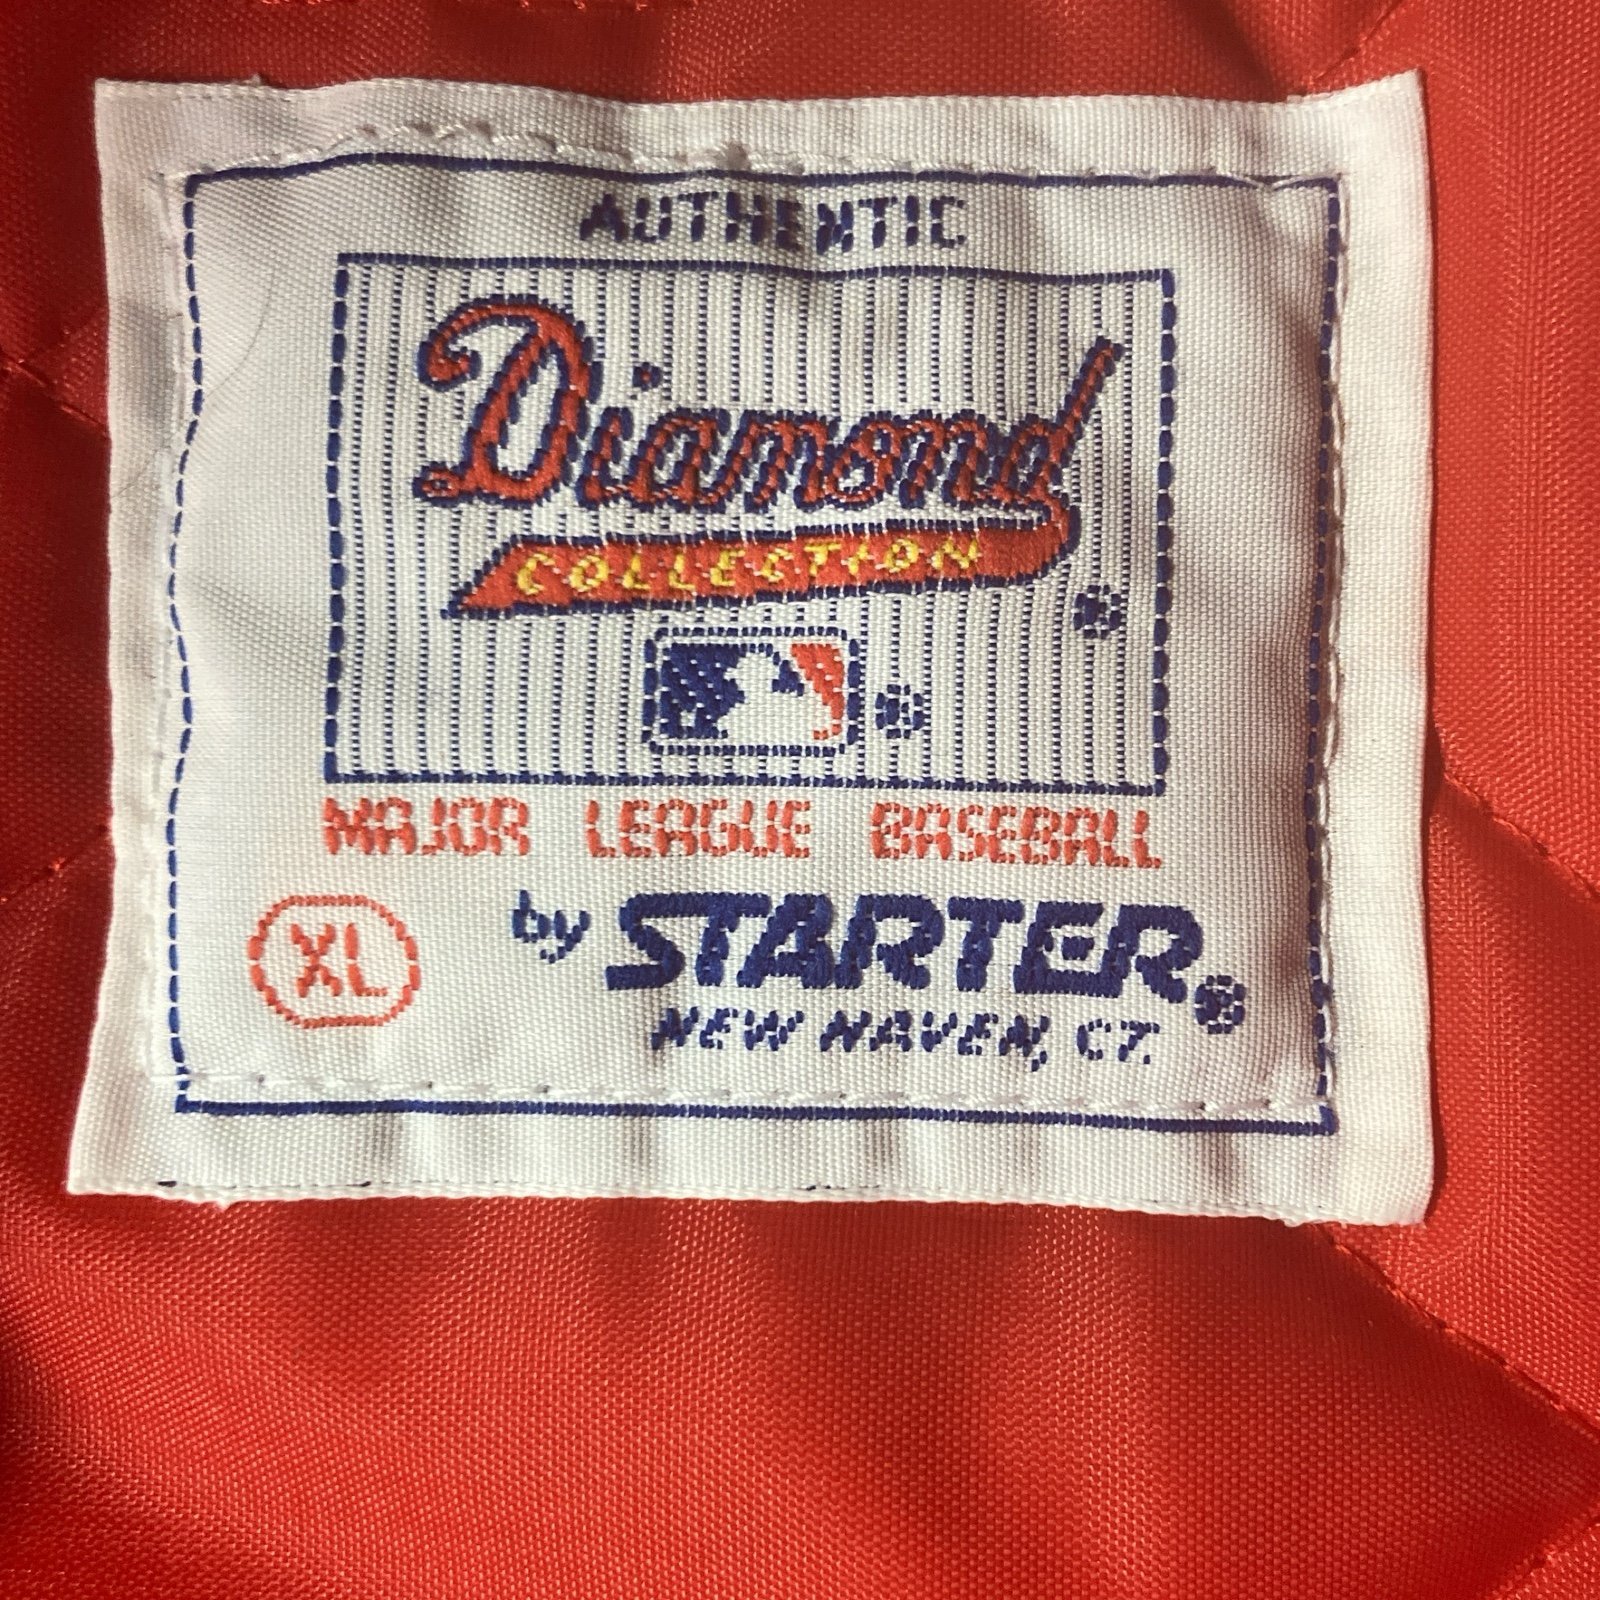 AUTHENTIC
Diamond
COLLECTION
®
®
MAJOR LEAGUE BASEBALL
XL
by STARTER®
NEW HAVEN, CT.